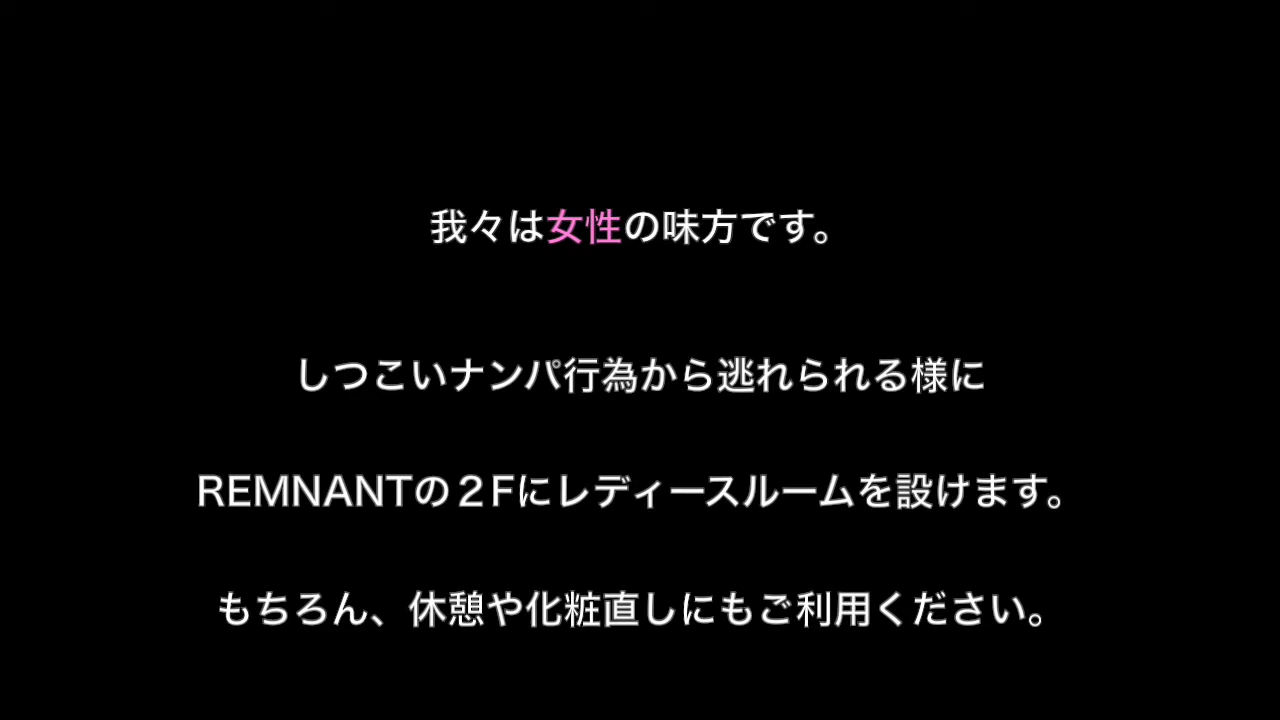 我々は女性の味方です。
しつこいナンパ行為から逃れられる様に
REMNANTの２Fにレディースルームを設けます。
もちろん、休憩や化粧直しにもご利用ください。